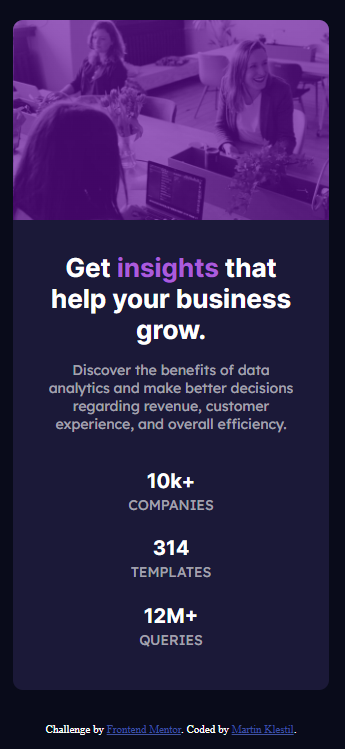 Get insights that
help your business
grow.
Discover the benefits of data
analytics and make better decisions
regarding revenue, customer
experience, and overall efficiency.
10k+
COMPANIES
314
TEMPLATES
12M+
QUERIES
Challenge by Frontend Mentor. Coded by Martin Klestil.